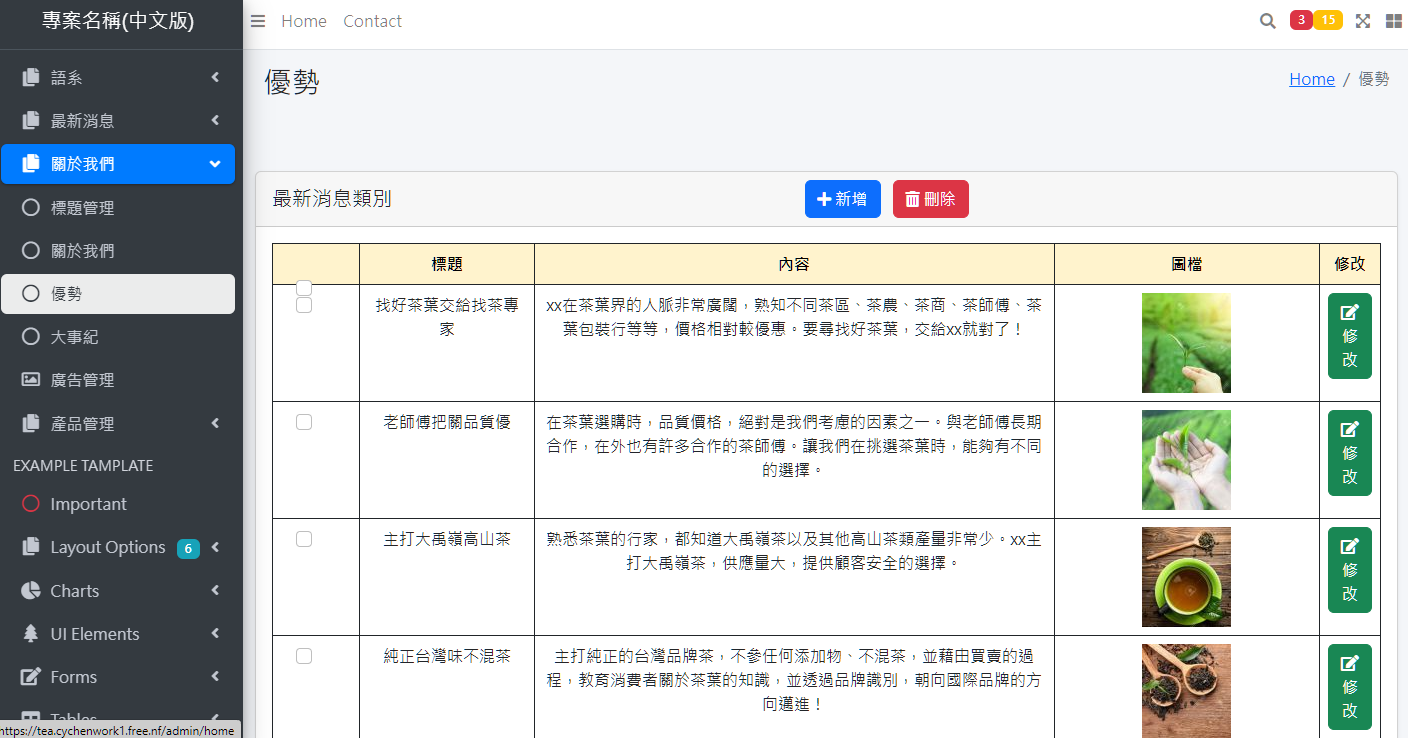 專案名稱(中文版)
Home Contact
3 15
語系
最新消息
關於我們
標題管理
關於我們
優勢
大事紀
廣告管理
產品管理
EXAMPLE TAMPLATE
Important
Layout Options 6
Charts
UI Elements
Forms
Tables
https://tea.cychenwork1.free.nf/admin/home
優勢
Home / 優勢
最新消息類別
新增 刪除
標題 內容 圖檔 修改
找好茶葉交給找茶專
家
xx在茶葉界的人脈非常廣闊，熟知不同茶區、茶農、茶商、茶師傅、茶
葉包裝行等等，價格相對較優惠。要尋找好茶葉，交給xx就對了！
修
改
老師傅把關品質優
在茶葉選購時，品質價格，絕對是我們考慮的因素之一。與老師傅長期
合作，在外也有許多合作的茶師傅。讓我們在挑選茶葉時，能夠有不同
的選擇。
修
改
主打大禹嶺高山茶
熟悉茶葉的行家，都知道大禹嶺茶以及其他高山茶類產量非常少。xx主
打大禹嶺茶，供應量大，提供顧客安全的選擇。
修
改
純正台灣味不混茶
主打純正的台灣品牌茶，不參任何添加物、不混茶，並藉由買賣的過
程，教育消費者關於茶葉的知識，並透過品牌識別，朝向國際品牌的方
向邁進！
修
改